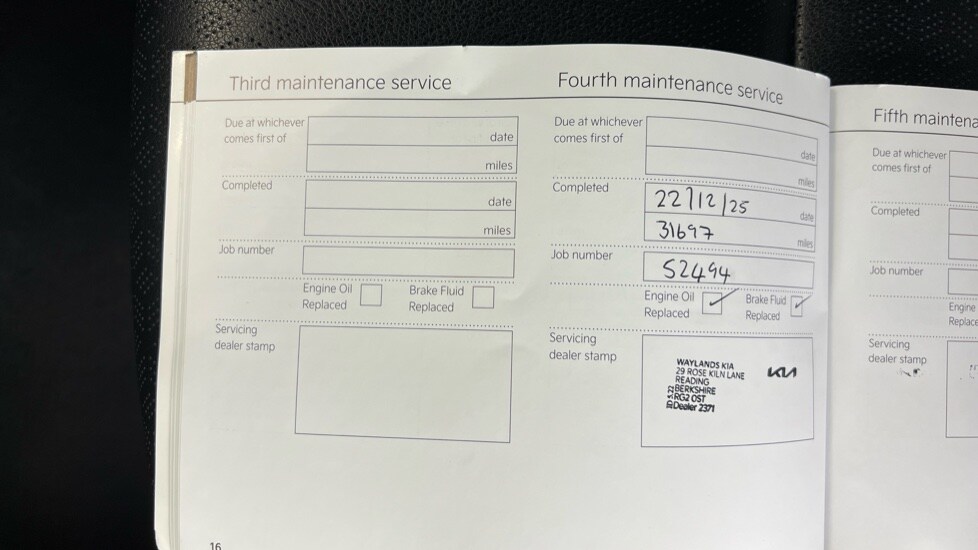 Third maintenance service
Due at whichever
comes first of
date
miles
Completed
date
miles
Job number
Engine Oil
Replaced
Brake Fluid
Replaced
Servicing
dealer stamp
16
Fourth maintenance service
Due at whichever
comes first of
date
miles
Completed
22/12/25
date
31697
miles
Job number
52494
Engine Oil
Replaced
Brake Fluid
Replaced
Servicing
dealer stamp
WAYLANDS KIA
29 ROSE KILN LANE
READING
BERKSHIRE
RG2 0ST
Dealer 2371
KIA
Fifth maintena
Due at whichever
comes first of
Completed
Job number
Engine
Replace
Servicing
dealer stamp